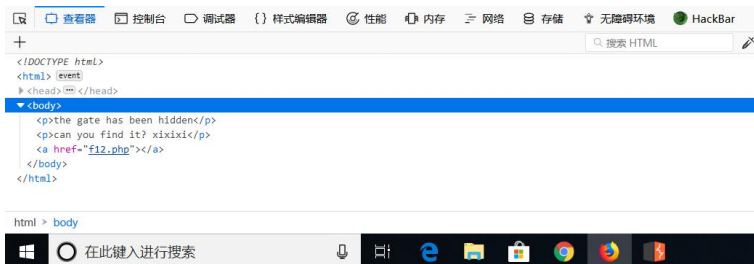 查看器 控制台 调试器 {} 样式编辑器 性能 内存 网络 存储 无障碍环境 HackBar
+ 搜索 HTML
<!DOCTYPE html>
<html> event
<head> ⋯ </head>
<body>
<p>the gate has been hidden</p>
<p>can you find it? xixixi</p>
<a href="f12.php"></a>
</body>
</html>
html > body
在此键入进行搜索